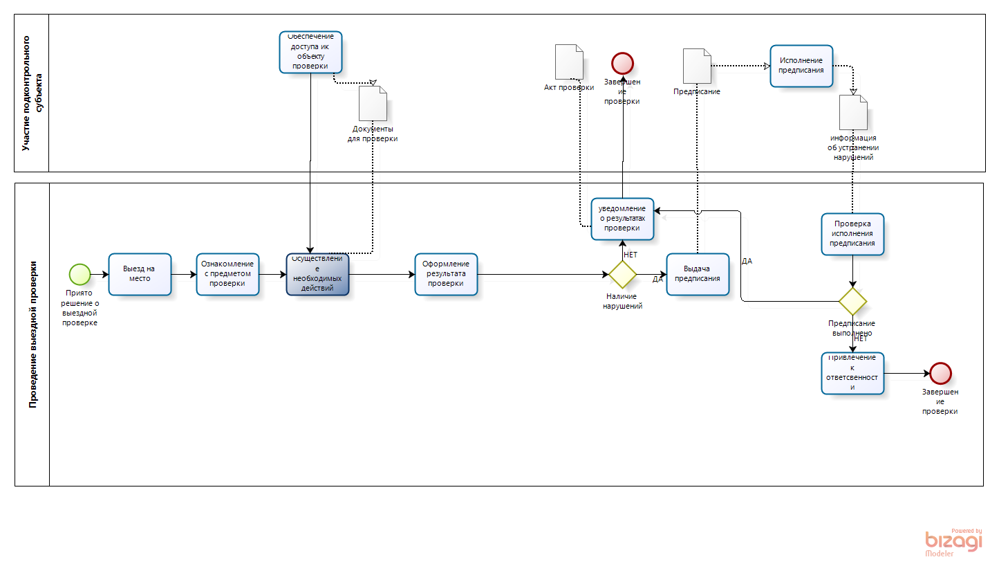 Участие подконтрольного
субъекта
Обеспечение
доступа ик
объекту
проверки
Документы
для проверки
Акт проверки
Завершен
ие
проверки
Предписание
Исполнение
предписания
информация
об устранении
нарушений
Проведение выездной проверки
Приято
решение о
выездной
проверке
Выезд на
место
Ознакомление
с предметом
проверки
Осуществлени
е
необходимых
действий
Оформление
результата
проверки
уведомление
о результатах
проверки
НЕТ
Наличие
нарушений
ДА
Выдача
предписания
ДА
Проверка
исполнения
предписания
Предписание
выполнено
НЕТ
Привлечение
к
ответсвенност
и
Завершен
ие
проверки
Powered by
bizagi
Modeler